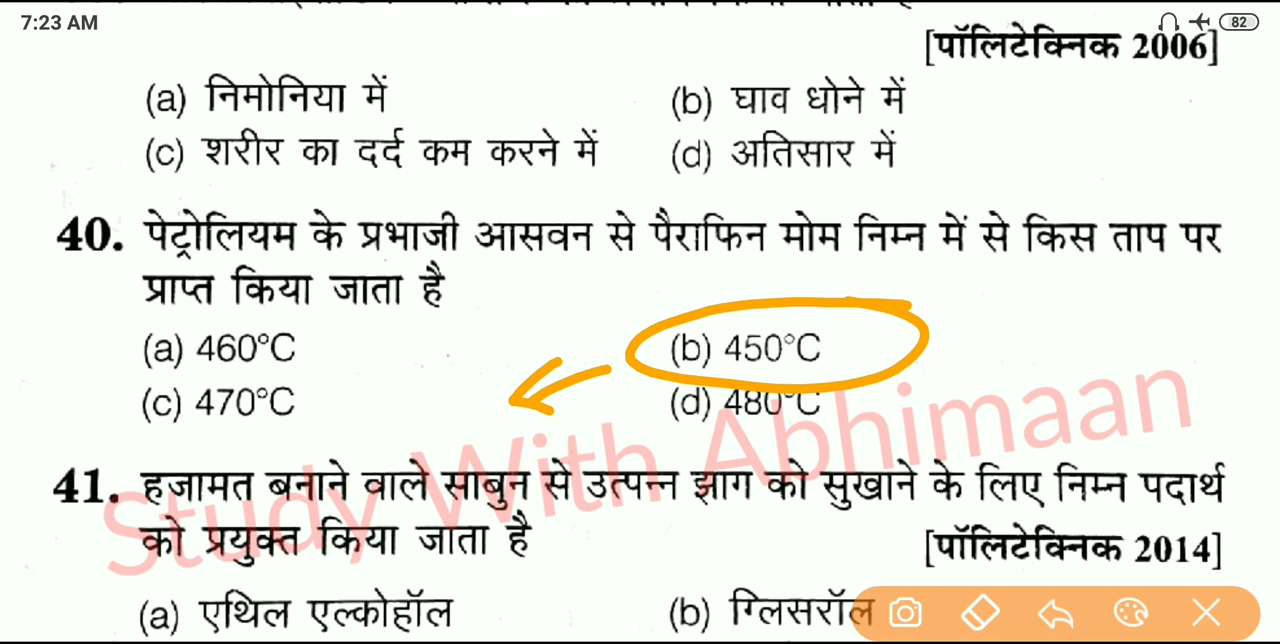 7:23 AM
82
[पॉलिटेक्निक 2006]
(a) निमोनिया में (b) घाव धोने में
(c) शरीर का दर्द कम करने में (d) अतिसार में
40. पेट्रोलियम के प्रभाजी आसवन से पैराफिन मोम निम्न में से किस ताप पर
प्राप्त किया जाता है
(a) 460°C (b) 450°C
(c) 470°C (d) 480°C
Study With Abhimaan
41. हजामत बनाने वाले साबुन से उत्पन्न झाग को सुखाने के लिए निम्न पदार्थ
को प्रयुक्त किया जाता है
[पॉलिटेक्निक 2014]
(a) एथिल एल्कोहॉल (b) ग्लिसरॉल